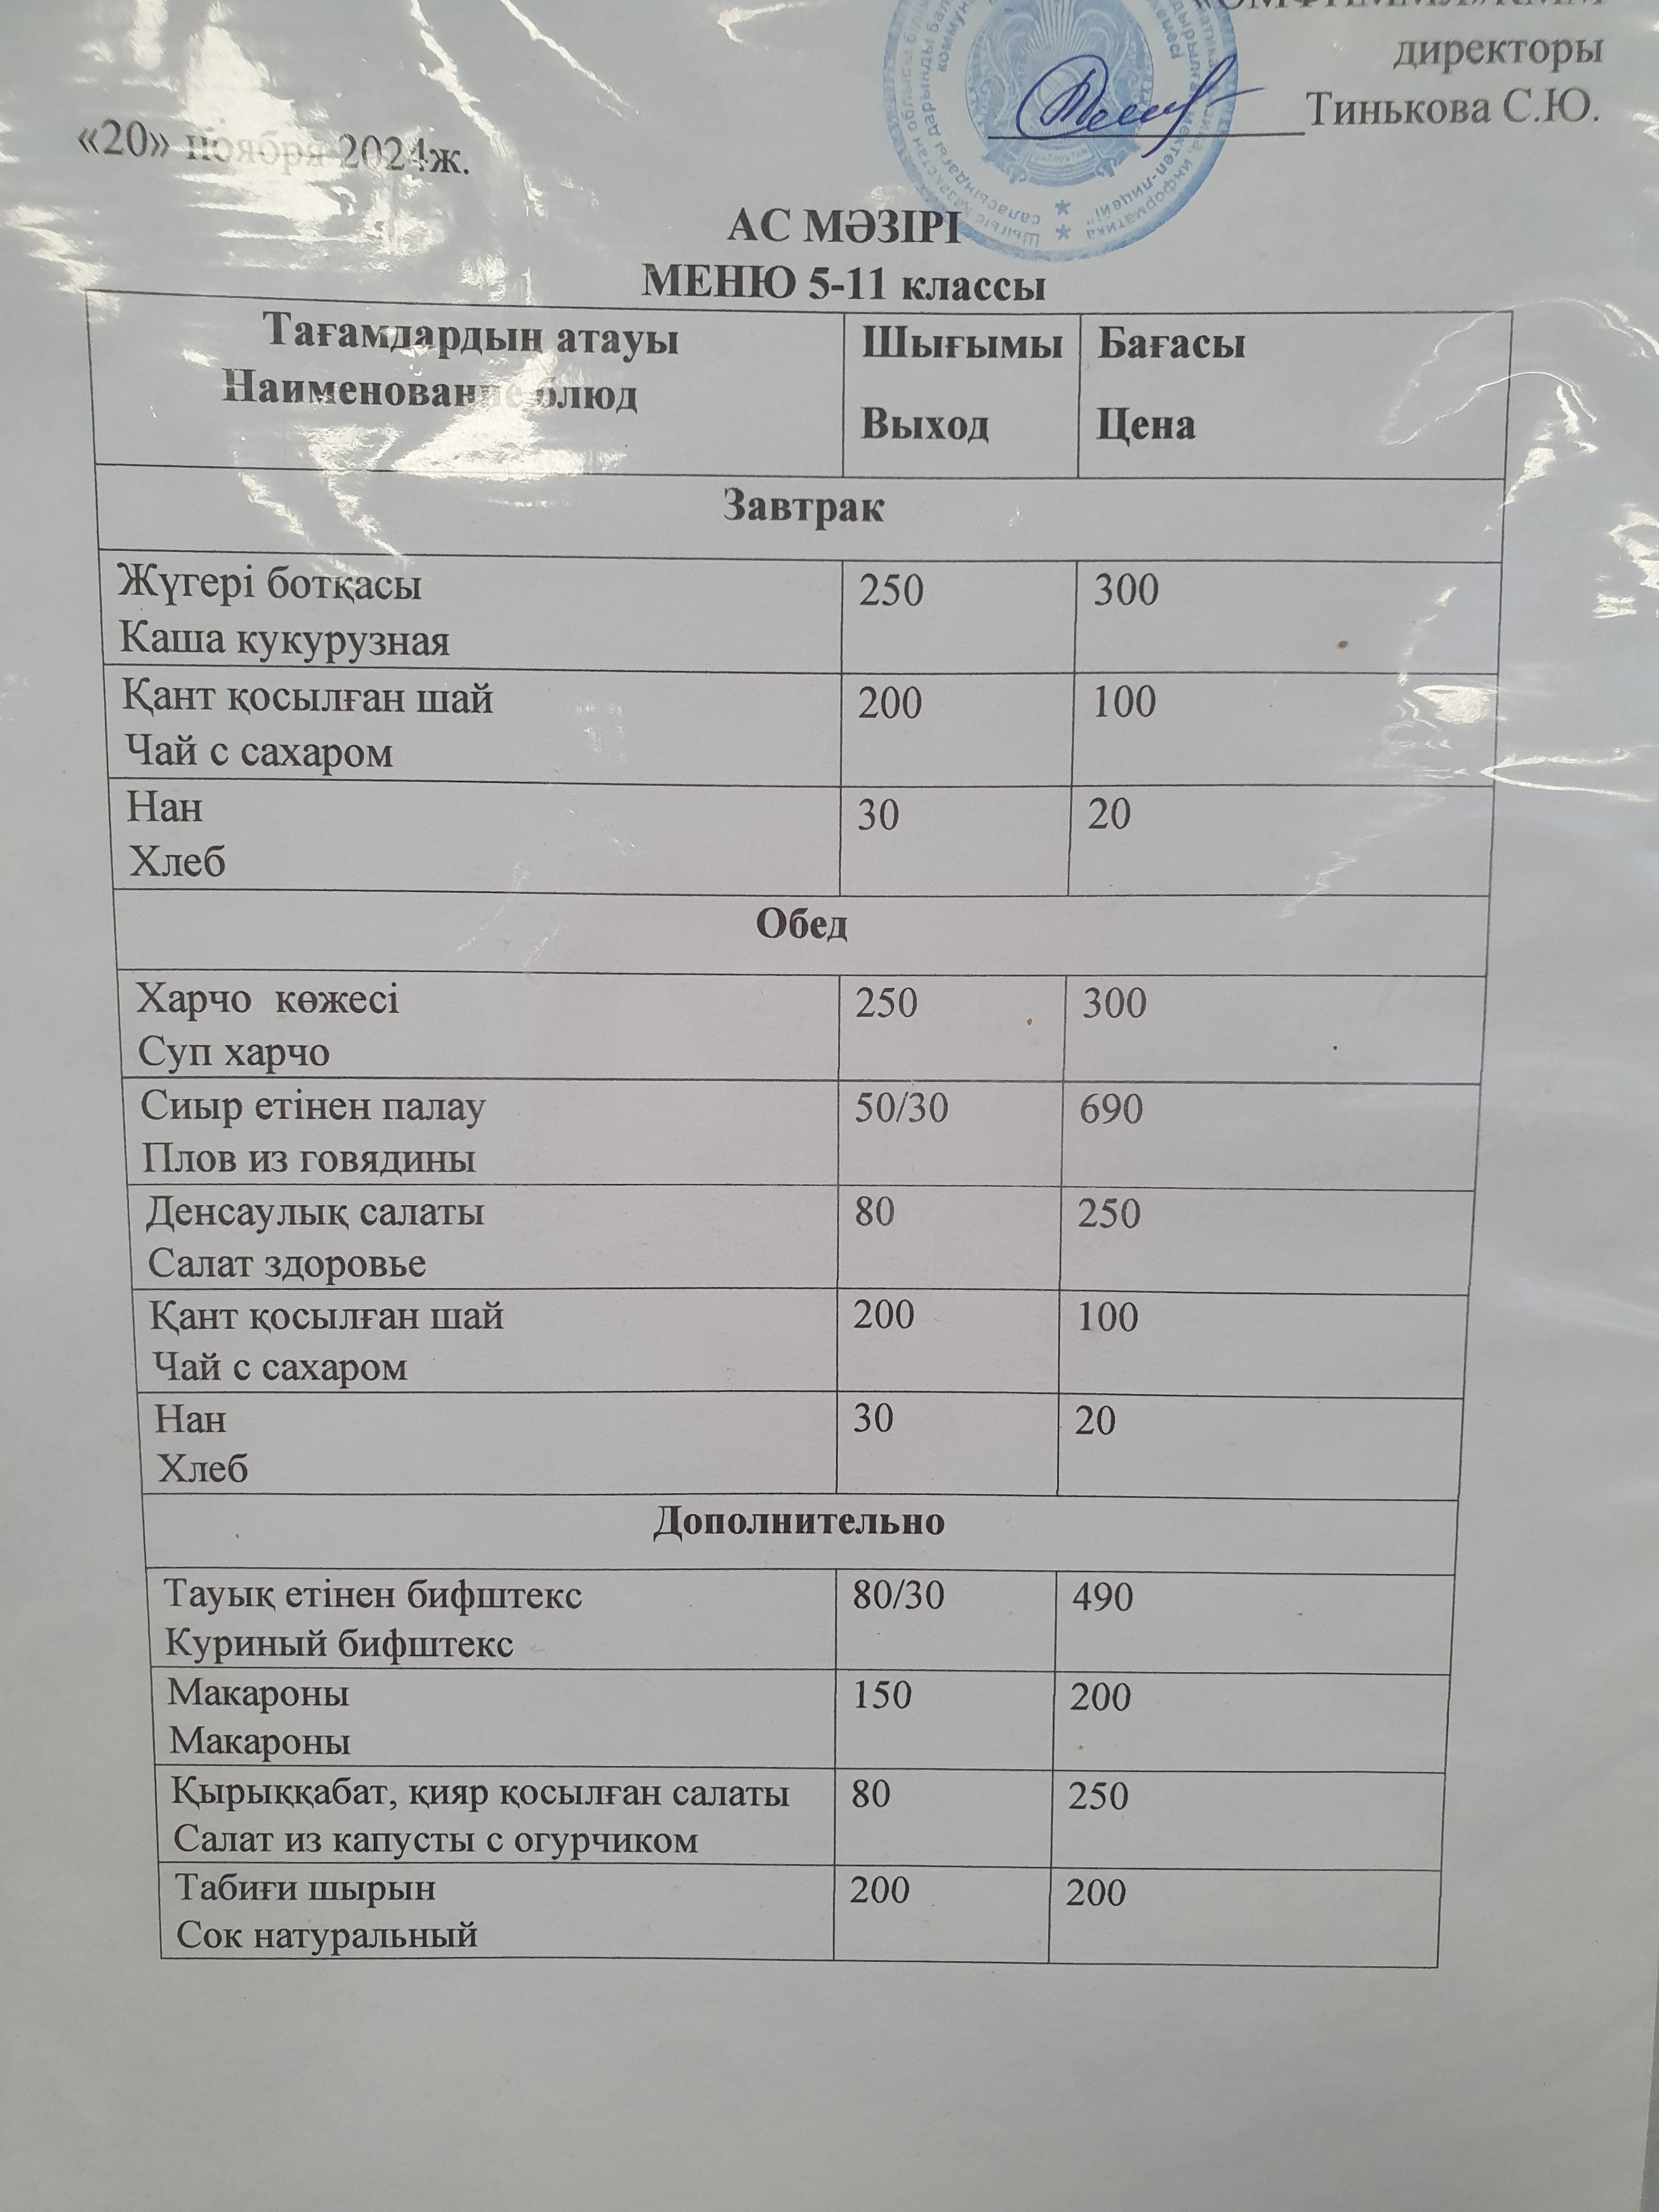 директоры
Тинькова С.Ю.
«20» ноября 2024ж.
АС МӘЗІРІ
МЕНЮ 5-11 классы
Тағамдардың атауы
Наименование блюд
Шығымы
Выход
Бағасы
Цена
Завтрак
Жүгері ботқасы
Каша кукурузная
250
300
Қант қосылған шай
Чай с сахаром
200
100
Нан
Хлеб
30
20
Обед
Харчо көжесі
Суп харчо
250
300
Сиыр етінен палау
Плов из говядины
50/30
690
Денсаулық салаты
Салат здоровье
80
250
Қант қосылған шай
Чай с сахаром
200
100
Нан
Хлеб
30
20
Дополнительно
Тауық етінен бифштекс
Куриный бифштекс
80/30
490
Макароны
Макароны
150
200
Қырыққабат, қияр қосылған салаты
Салат из капусты с огурчиком
80
250
Табиғи шырын
Сок натуральный
200
200